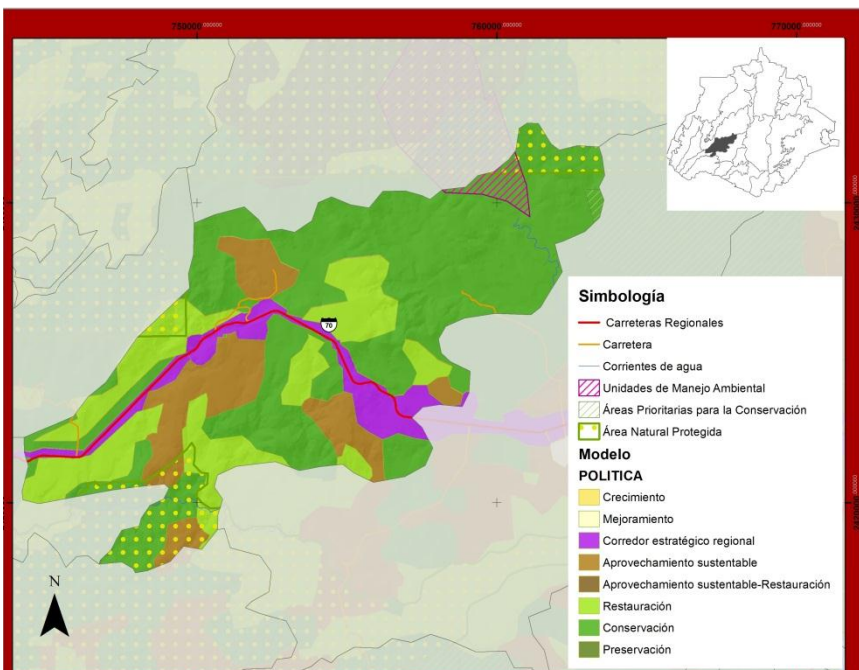 750000.000000
760000.000000
770000.000000
70
N
Simbología
Carreteras Regionales
Carretera
Corrientes de agua
Unidades de Manejo Ambiental
Áreas Prioritarias para la Conservación
Área Natural Protegida
Modelo
POLITICA
Crecimiento
Mejoramiento
Corredor estratégico regional
Aprovechamiento sustentable
Aprovechamiento sustentable-Restauración
Restauración
Conservación
Preservación